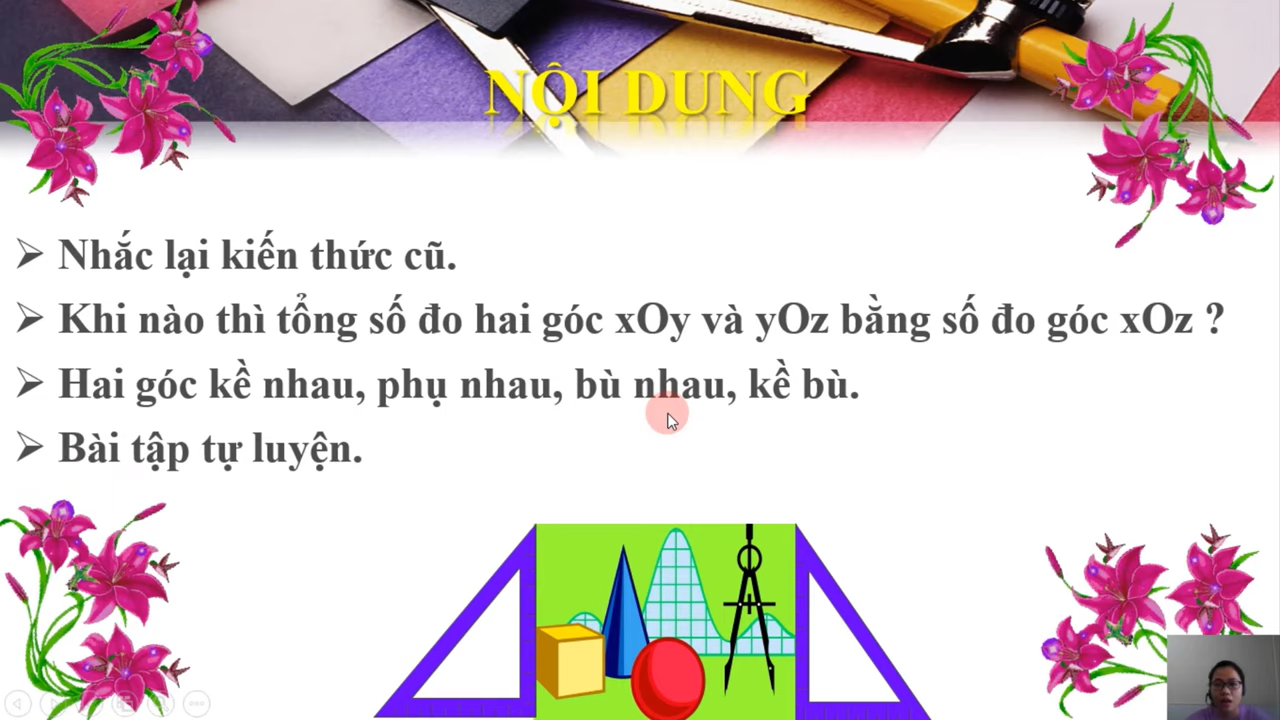 NỘI DUNG
Nhắc lại kiến thức cũ.
Khi nào thì tổng số đo hai góc xOy và yOz bằng số đo góc xOz ?
Hai góc kề nhau, phụ nhau, bù nhau, kề bù.
Bài tập tự luyện.